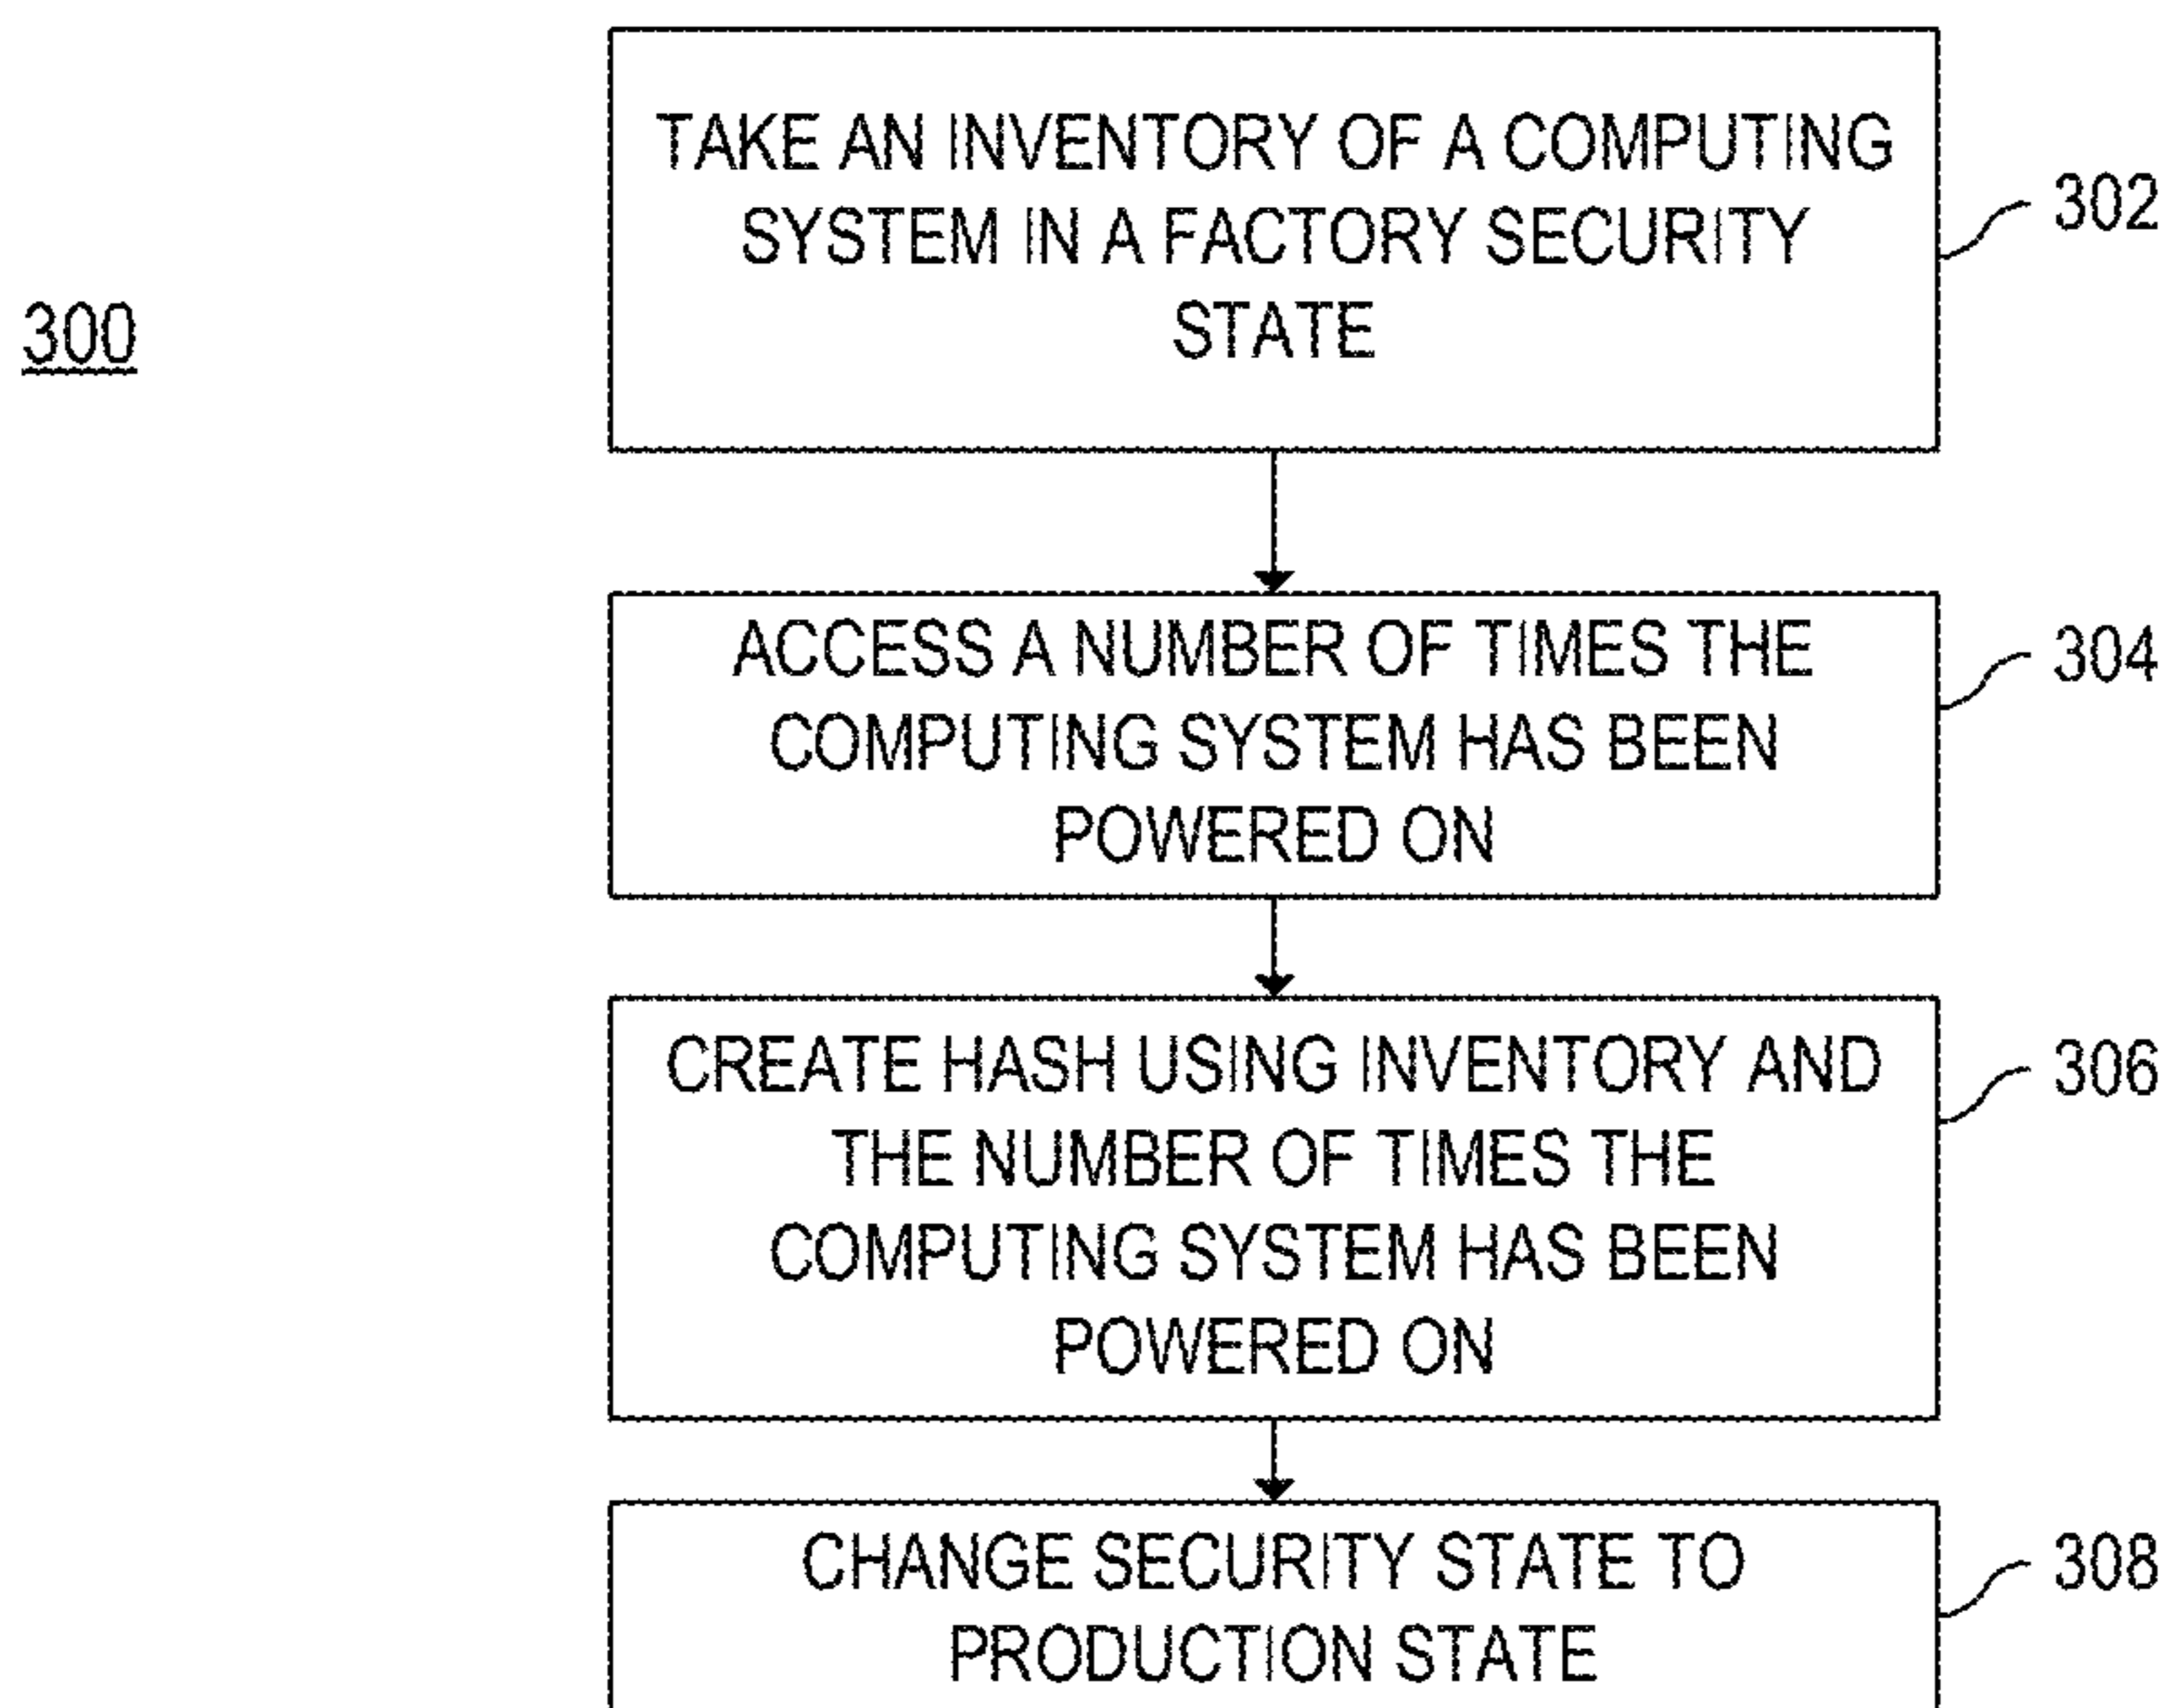 300
TAKE AN INVENTORY OF A COMPUTING
SYSTEM IN A FACTORY SECURITY
STATE
302
ACCESS A NUMBER OF TIMES THE
COMPUTING SYSTEM HAS BEEN
POWERED ON
304
CREATE HASH USING INVENTORY AND
THE NUMBER OF TIMES THE
COMPUTING SYSTEM HAS BEEN
POWERED ON
306
CHANGE SECURITY STATE TO
PRODUCTION STATE
308